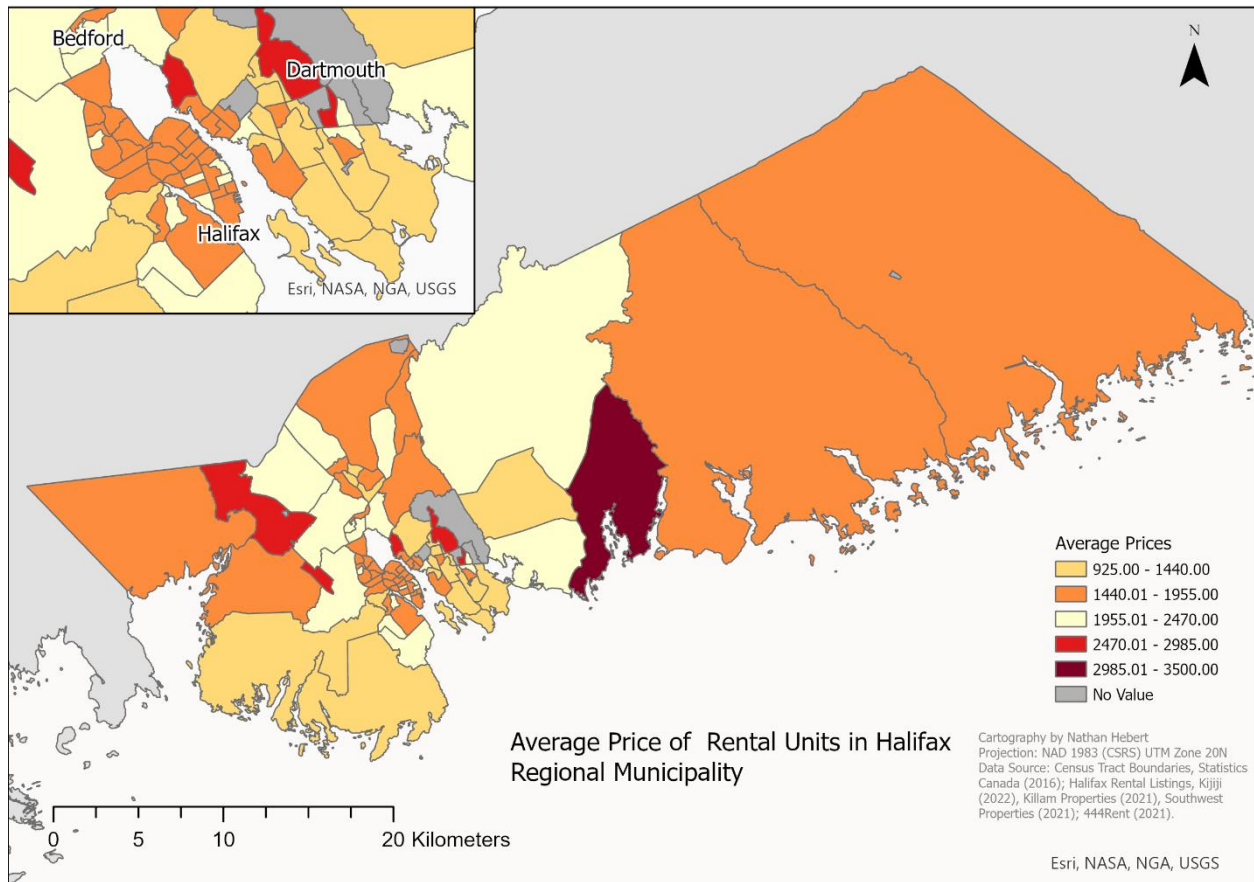 Bedford
Dartmouth
Halifax
Esri, NASA, NGA, USGS
N
Average Prices
925.00 - 1440.00
1440.01 - 1955.00
1955.01 - 2470.00
2470.01 - 2985.00
2985.01 - 3500.00
No Value
Average Price of  Rental Units in Halifax
Regional Municipality
Cartography by Nathan Hebert
Projection: NAD 1983 (CSRS) UTM Zone 20N
Data Source: Census Tract Boundaries, Statistics
Canada (2016); Halifax Rental Listings, Kijiji
(2022), Killam Properties (2021), Southwest
Properties (2021); 444Rent (2021).
0 5 10 20 Kilometers
Esri, NASA, NGA, USGS